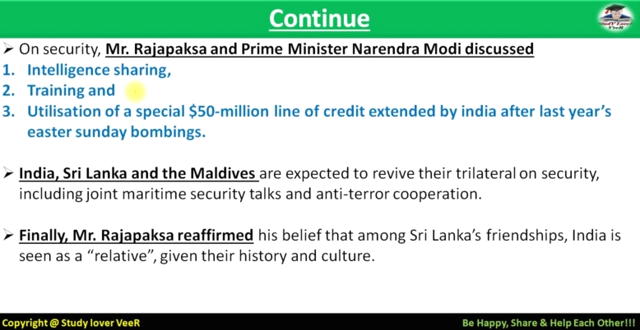 Continue
➢ On security, Mr. Rajapaksa and Prime Minister Narendra Modi discussed
1. Intelligence sharing,
2. Training and
3. Utilisation of a special $50-million line of credit extended by india after last year's
easter sunday bombings.
➢ India, Sri Lanka and the Maldives are expected to revive their trilateral on security,
including joint maritime security talks and anti-terror cooperation.
➢ Finally, Mr. Rajapaksa reaffirmed his belief that among Sri Lanka's friendships, India is
seen as a "relative", given their history and culture.
Copyright @ Study lover VeeR
Be Happy, Share & Help Each Other!!!